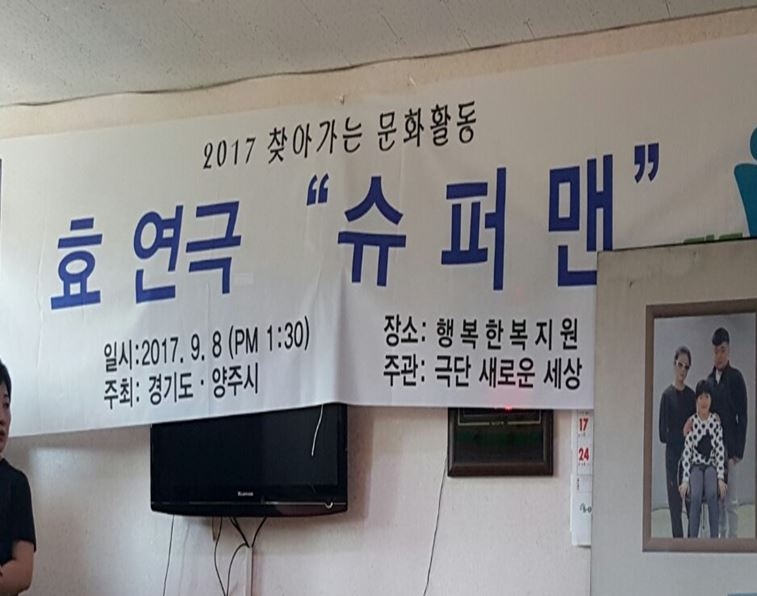 2017 찾아가는 문화활동
효 연극 “슈퍼맨”
일시:2017. 9. 8 (PM 1:30)
주최: 경기도 · 양주시
장소: 행복한복지원
주관: 극단 새로운 세상
17
24